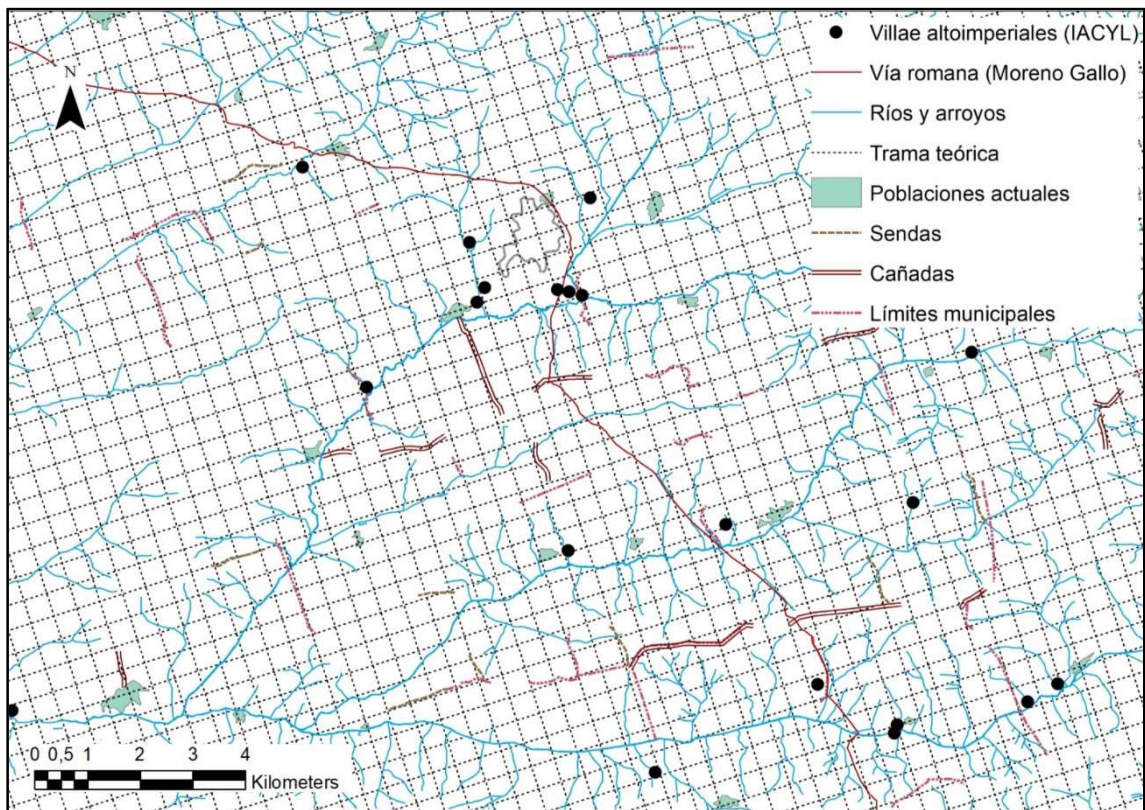 N
Villae altoimperiales (IACYL)
Vía romana (Moreno Gallo)
Ríos y arroyos
Trama teórica
Poblaciones actuales
Sendas
Cañadas
Límites municipales
0 0,5 1 2 3 4
Kilometers